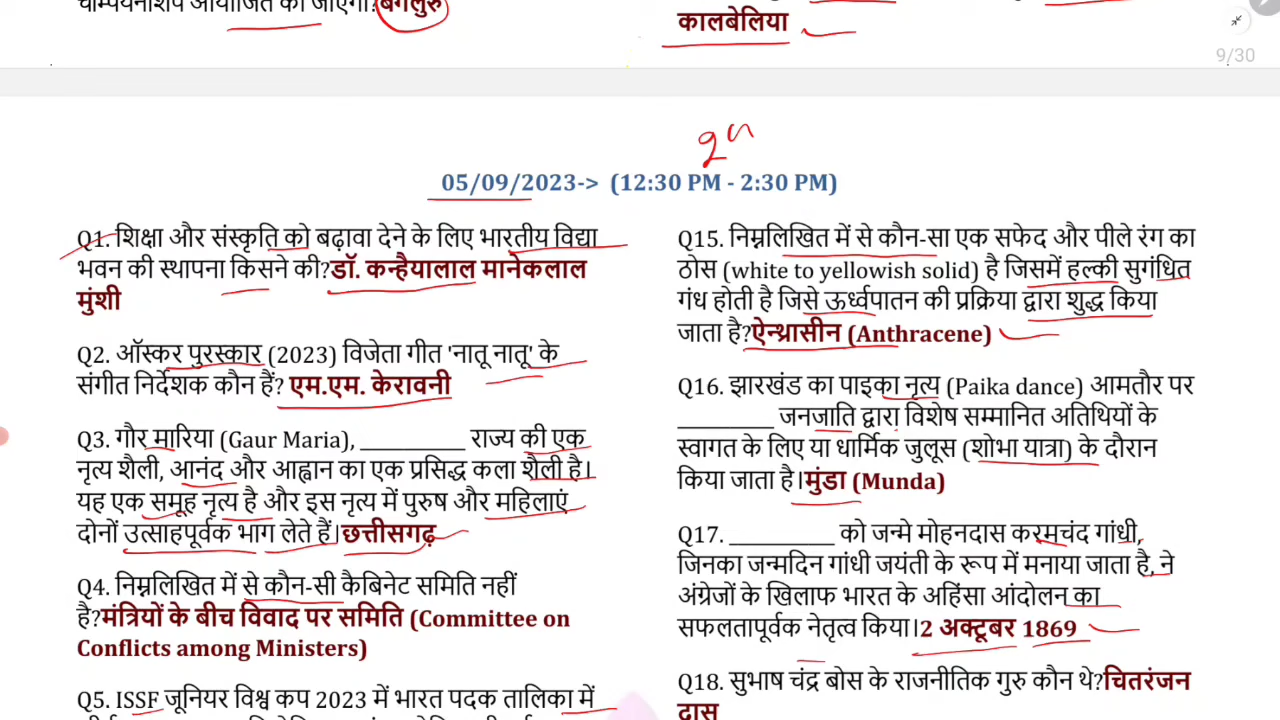 चैम्पियनशिप आयोजित की जाएगी?बेंगलुरु
कालबेलिया
9/30
2nd
05/09/2023-> (12:30 PM - 2:30 PM)
Q1. शिक्षा और संस्कृति को बढ़ावा देने के लिए भारतीय विद्या
भवन की स्थापना किसने की?डॉ. कन्हैयालाल मानेकलाल
मुंशी
Q2. ऑस्कर पुरस्कार (2023) विजेता गीत 'नातू नातू' के
संगीत निर्देशक कौन हैं? एम.एम. केरावनी
Q3. गौर मारिया (Gaur Maria), __________ राज्य की एक
नृत्य शैली, आनंद और आह्वान का एक प्रसिद्ध कला शैली है।
यह एक समूह नृत्य है और इस नृत्य में पुरुष और महिलाएं
दोनों उत्साहपूर्वक भाग लेते हैं।छत्तीसगढ़
Q4. निम्नलिखित में से कौन-सी कैबिनेट समिति नहीं
है?मंत्रियों के बीच विवाद पर समिति (Committee on
Conflicts among Ministers)
Q5. ISSF जूनियर विश्व कप 2023 में भारत पदक तालिका में
Q15. निम्नलिखित में से कौन-सा एक सफेद और पीले रंग का
ठोस (white to yellowish solid) है जिसमें हल्की सुगंधित
गंध होती है जिसे ऊर्ध्वपातन की प्रक्रिया द्वारा शुद्ध किया
जाता है?ऐन्थ्रासीन (Anthracene)
Q16. झारखंड का पाइका नृत्य (Paika dance) आमतौर पर
_________ जनजाति द्वारा विशेष सम्मानित अतिथियों के
स्वागत के लिए या धार्मिक जुलूस (शोभा यात्रा) के दौरान
किया जाता है।मुंडा (Munda)
Q17. __________ को जन्मे मोहनदास करमचंद गांधी,
जिनका जन्मदिन गांधी जयंती के रूप में मनाया जाता है, ने
अंग्रेजों के खिलाफ भारत के अहिंसा आंदोलन का
सफलतापूर्वक नेतृत्व किया।2 अक्टूबर 1869
Q18. सुभाष चंद्र बोस के राजनीतिक गुरु कौन थे?चितरंजन
दास